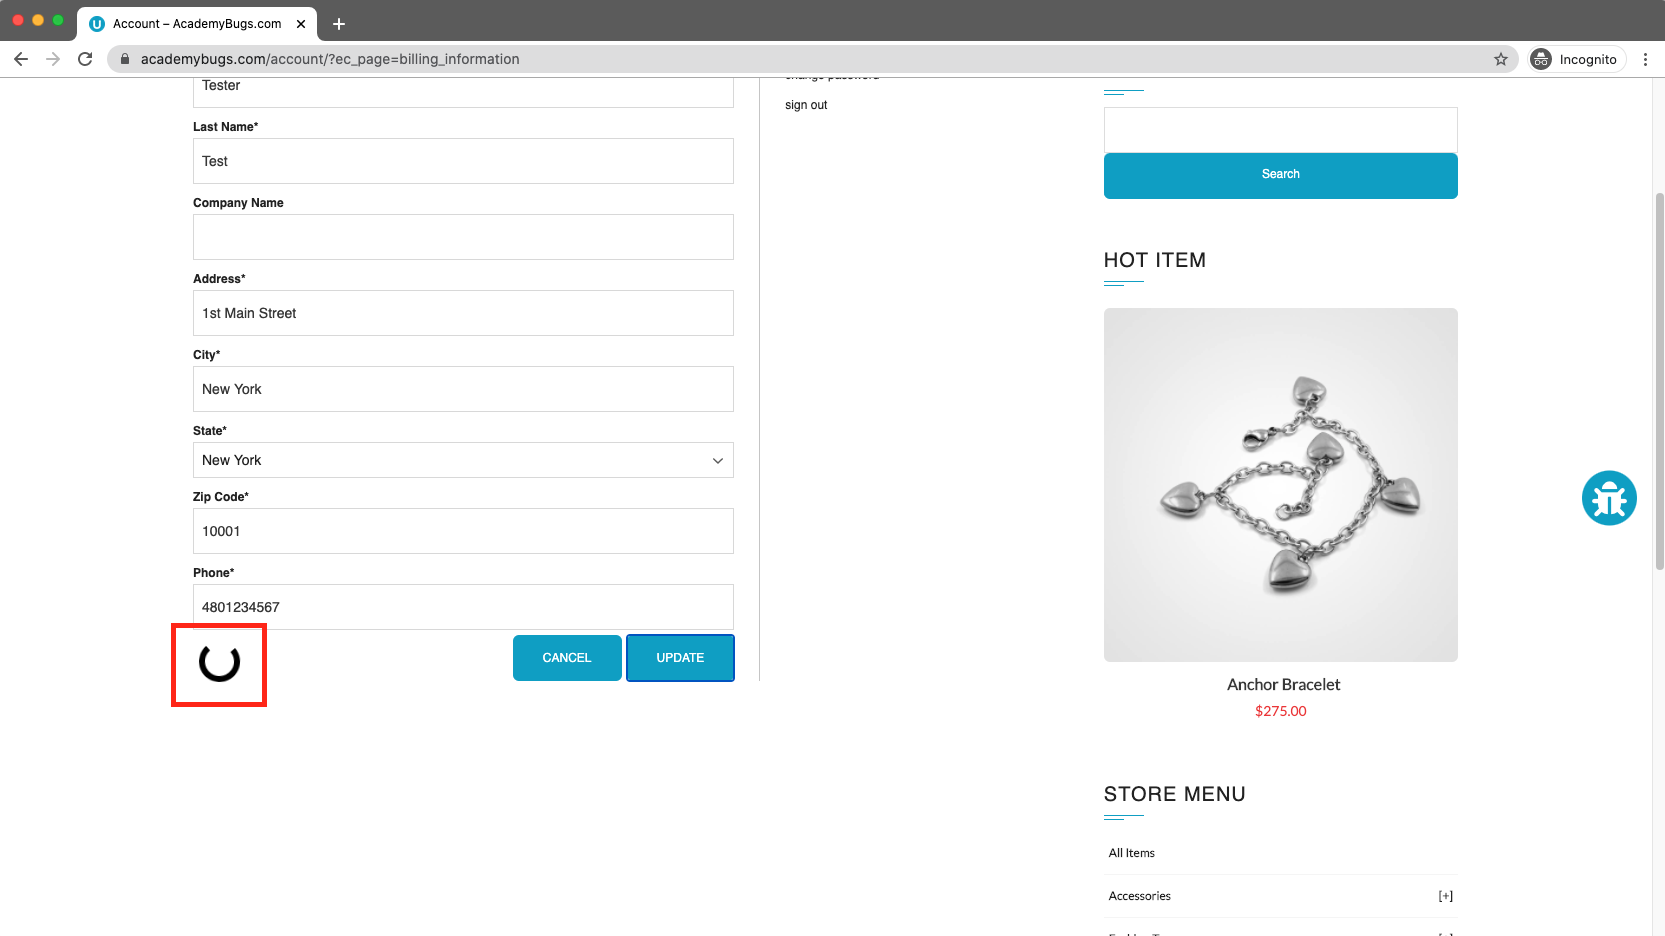 Account – AcademyBugs.com
academybugs.com/account/?ec_page=billing_information
Incognito
Tester
Last Name*
Test
Company Name
Address*
1st Main Street
City*
New York
State*
New York
Zip Code*
10001
Phone*
4801234567
CANCEL
UPDATE
change password
sign out
Search
HOT ITEM
Anchor Bracelet
$275.00
STORE MENU
All Items
Accessories [+]